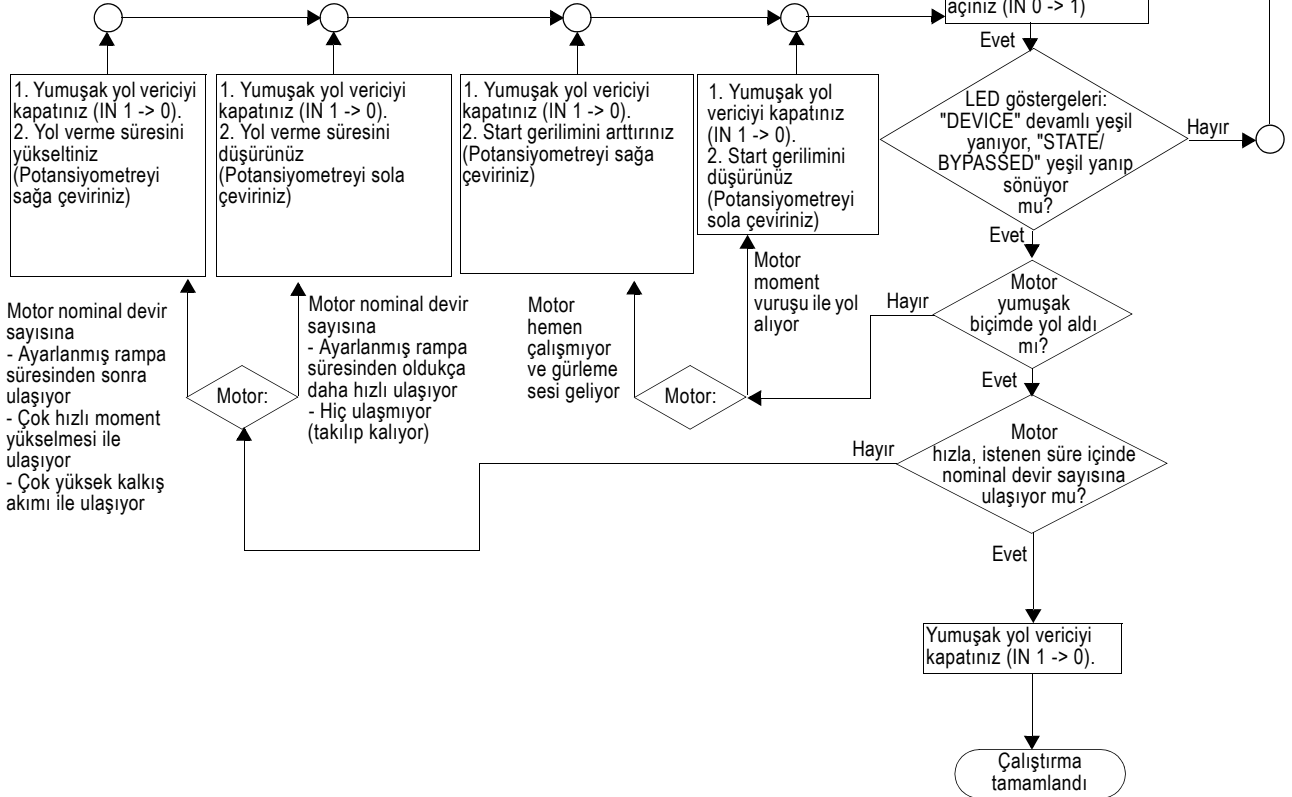 açınız (IN 0 -> 1)
Evet
1. Yumuşak yol vericiyi
kapatınız (IN 1 -> 0).
2. Yol verme süresini
yükseltiniz
(Potansiyometreyi
sağa çeviriniz)
1. Yumuşak yol vericiyi
kapatınız (IN 1 -> 0).
2. Yol verme süresini
düşürünüz
(Potansiyometreyi sola
çeviriniz)
1. Yumuşak yol vericiyi
kapatınız (IN 1 -> 0).
2. Start gerilimini arttırınız
(Potansiyometreyi sağa
çeviriniz)
1. Yumuşak yol
vericiyi kapatınız
(IN 1 -> 0).
2. Start gerilimini
düşürünüz
(Potansiyometreyi
sola çeviriniz)
LED göstergeleri:
"DEVICE" devamlı yeşil
yanıyor, "STATE/
BYPASSED" yeşil yanıp
sönüyor
mu?
Hayır
Evet
Motor nominal devir
sayısına
- Ayarlanmış rampa
süresinden sonra
ulaşıyor
- Çok hızlı moment
yükselmesi ile
ulaşıyor
- Çok yüksek kalkış
akımı ile ulaşıyor
Motor:
Motor nominal devir
sayısına
- Ayarlanmış rampa
süresinden oldukça
daha hızlı ulaşıyor
- Hiç ulaşmıyor
(takılıp kalıyor)
Motor
hemen
çalışmıyor
ve gürleme
sesi geliyor
Motor:
Motor
moment
vuruşu ile yol
alıyor
Hayır
Motor
yumuşak
biçimde yol aldı
mı?
Evet
Hayır
Motor
hızla, istenen süre içinde
nominal devir sayısına
ulaşıyor mu?
Evet
Yumuşak yol vericiyi
kapatınız (IN 1 -> 0).
Çalıştırma
tamamlandı